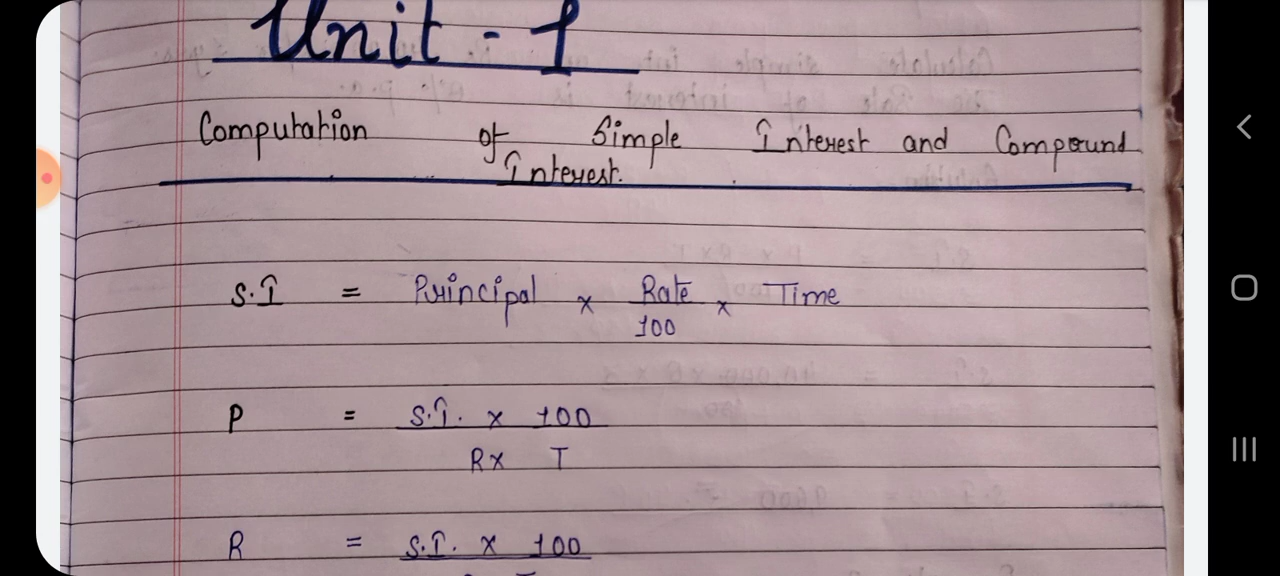 Unit - 1
Computation of Simple Interest and Compound
Interest.
S.I = Principal × Rate/100 × Time
P = S.I. × 100
R× T
R = S.I. × 100